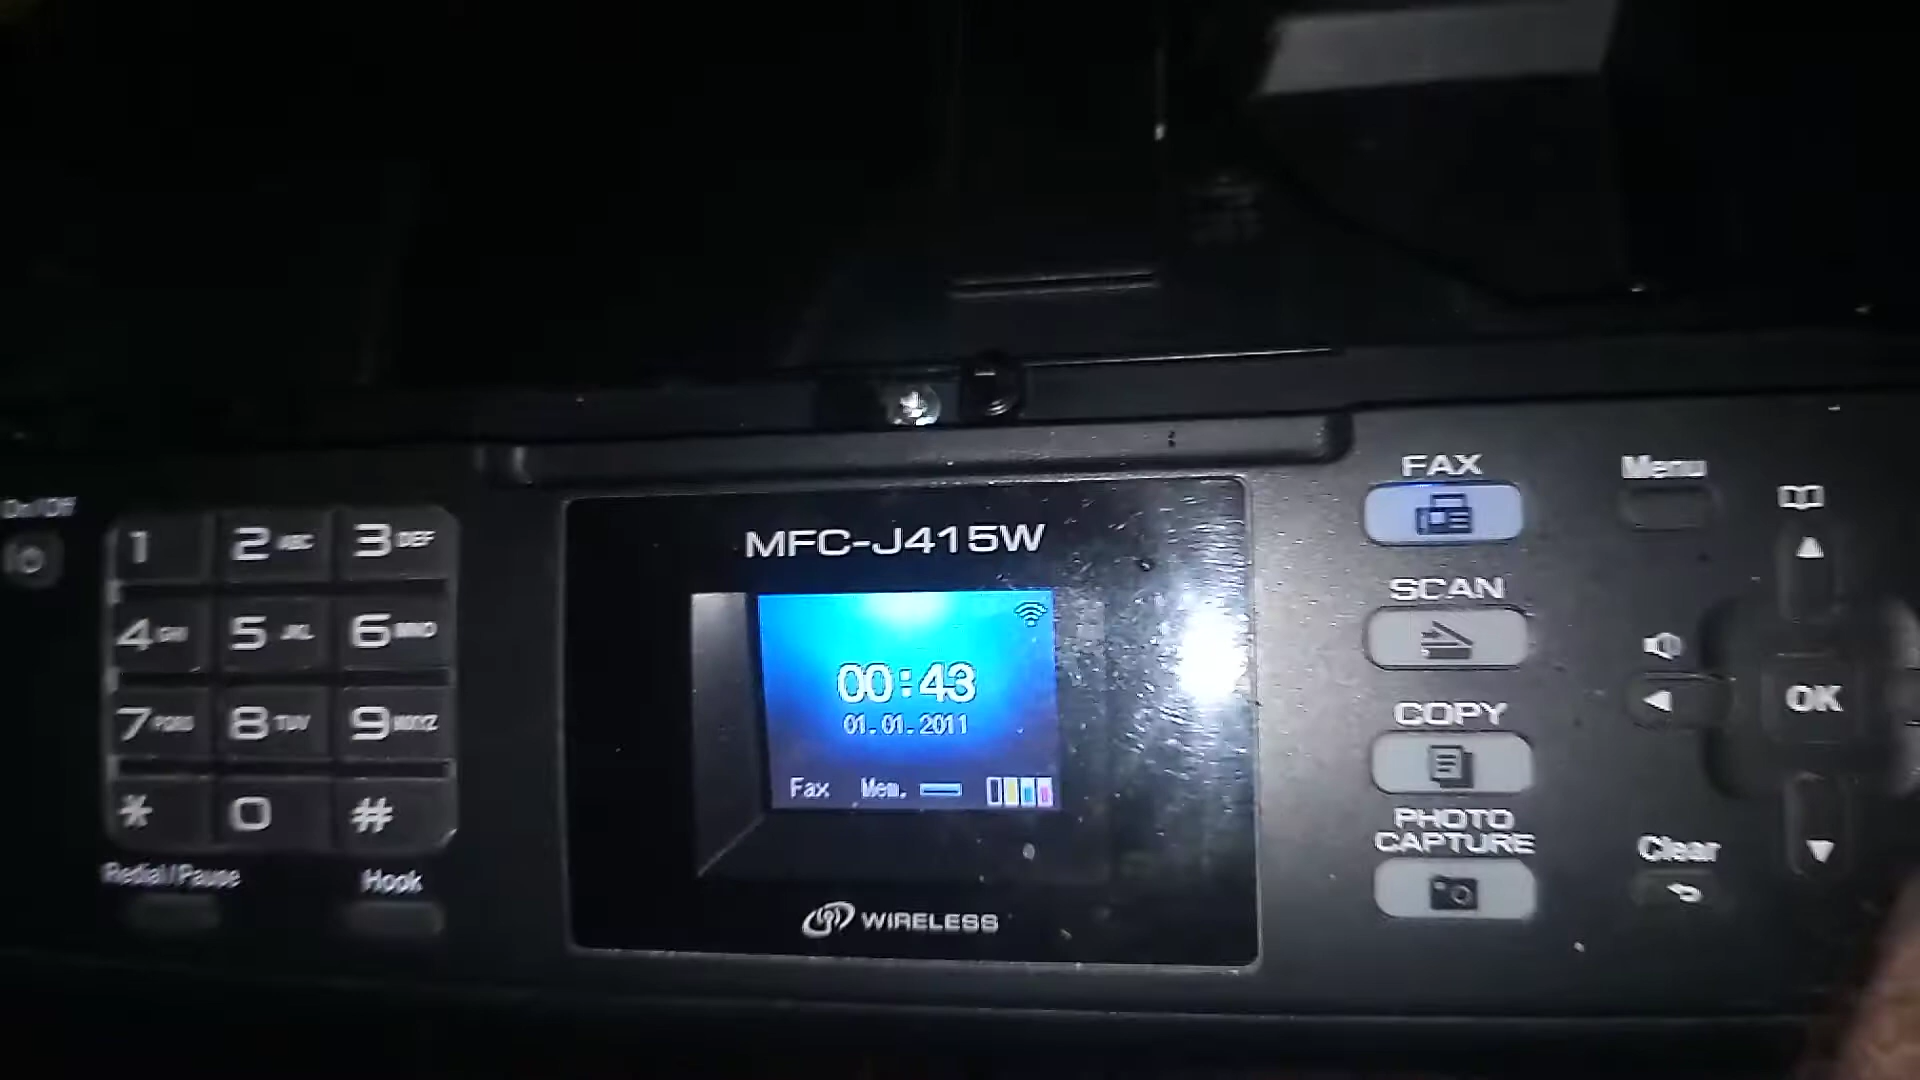 On/Off
1 2 ABC 3 DEF
4 GHI 5 JKL 6 MNO
7 PQRS 8 TUV 9 WXYZ
* 0 #
Redial/Pause Hook
MFC-J415W
00:43
01.01.2011
Fax Mem.
WIRELESS
FAX
SCAN
COPY
PHOTO
CAPTURE
Menu
OK
Clear